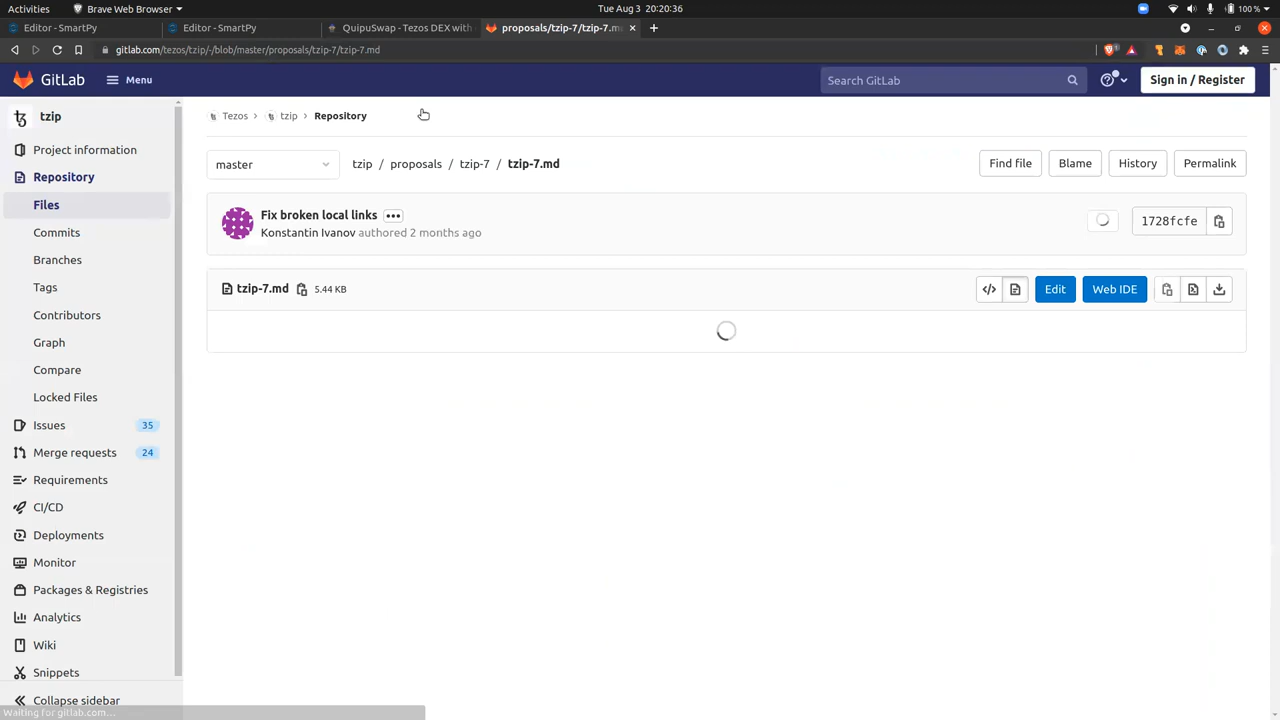 Activities
Brave Web Browser
Tue Aug 3 20:20:36
100 %
Editor - SmartPy
Editor - SmartPy
QuipuSwap - Tezos DEX with
proposals/tzip-7/tzip-7.m
gitlab.com/tezos/tzip/-/blob/master/proposals/tzip-7/tzip-7.md
GitLab
Menu
Search GitLab
Sign in / Register
tzip
Project information
Repository
Files
Commits
Branches
Tags
Contributors
Graph
Compare
Locked Files
Issues 35
Merge requests 24
Requirements
CI/CD
Deployments
Monitor
Packages & Registries
Analytics
Wiki
Snippets
Collapse sidebar
Waiting for gitlab.com...
Tezos > tzip > Repository
master
tzip / proposals / tzip-7 / tzip-7.md
Find file
Blame
History
Permalink
Fix broken local links
Konstantin Ivanov authored 2 months ago
1728fcfe
tzip-7.md 5.44 KB
Edit
Web IDE